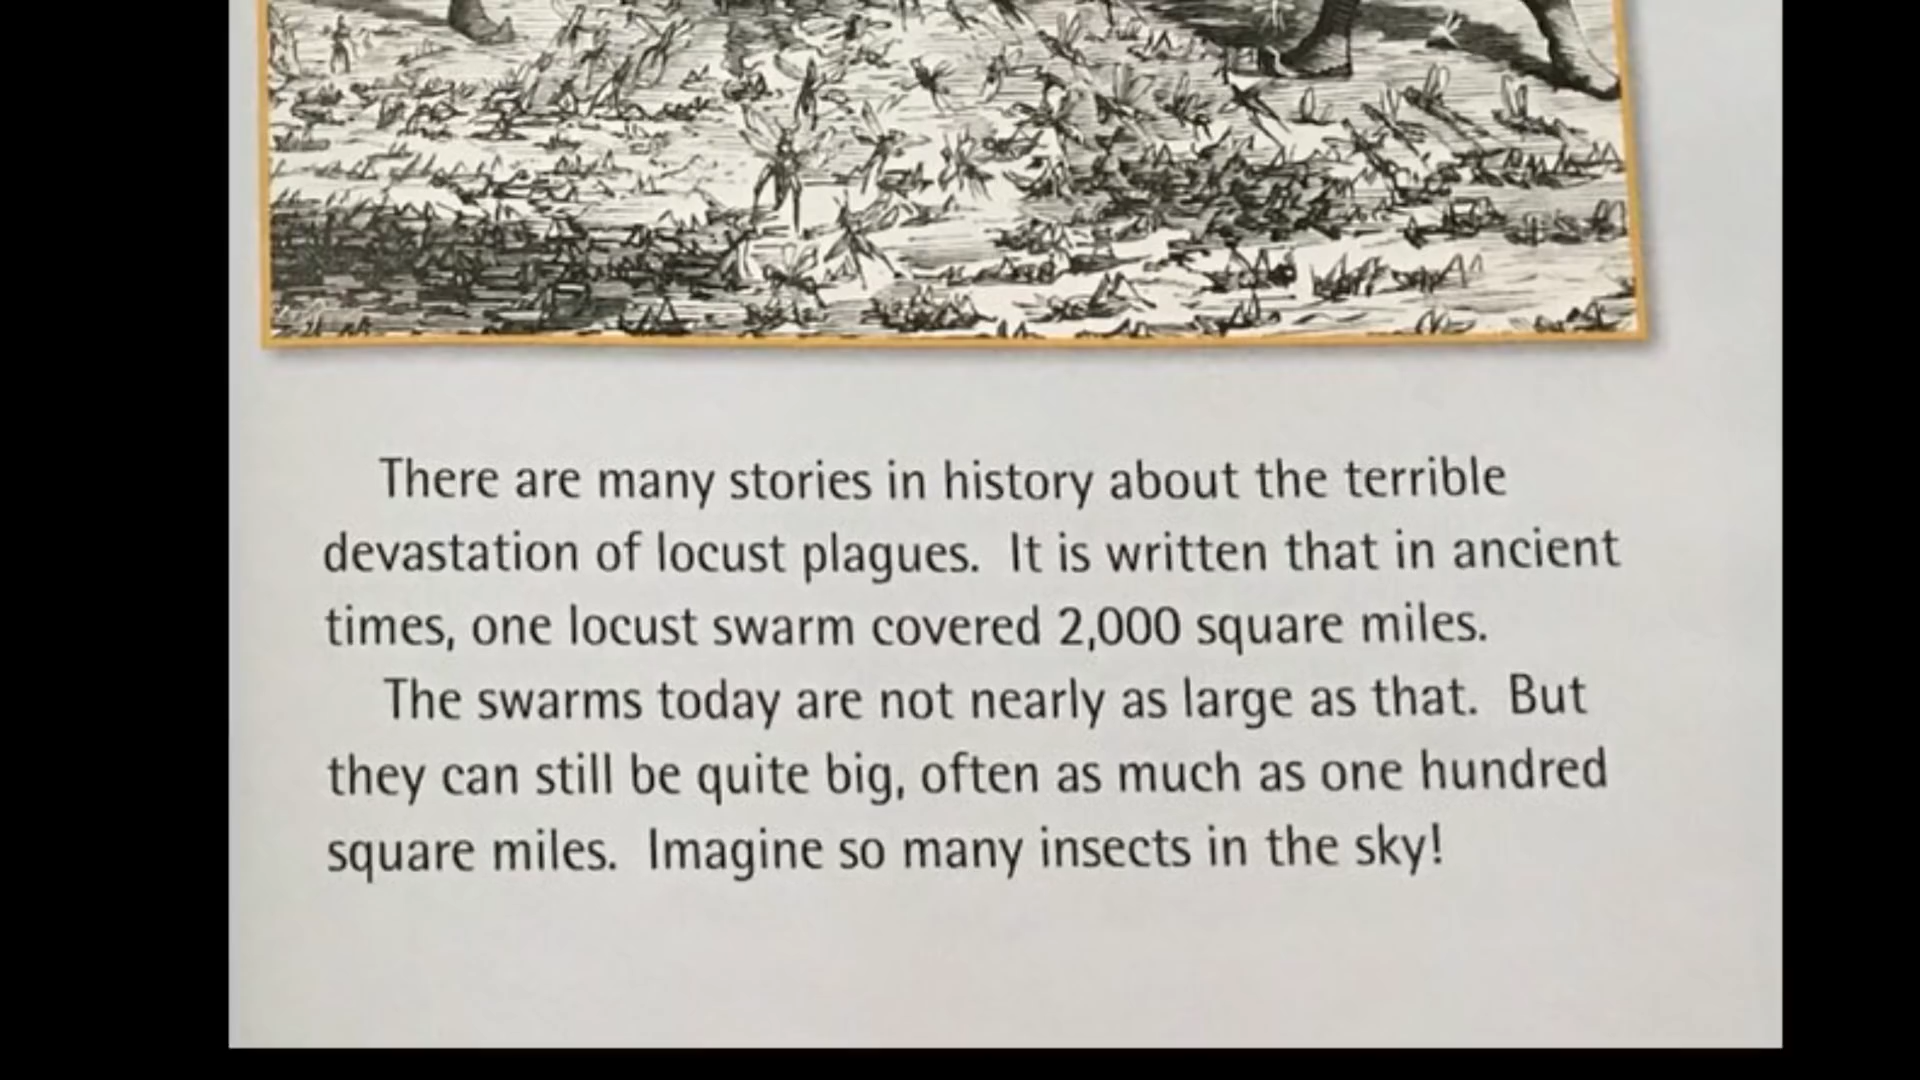 There are many stories in history about the terrible
devastation of locust plagues. It is written that in ancient
times, one locust swarm covered 2,000 square miles.
The swarms today are not nearly as large as that. But
they can still be quite big, often as much as one hundred
square miles. Imagine so many insects in the sky!